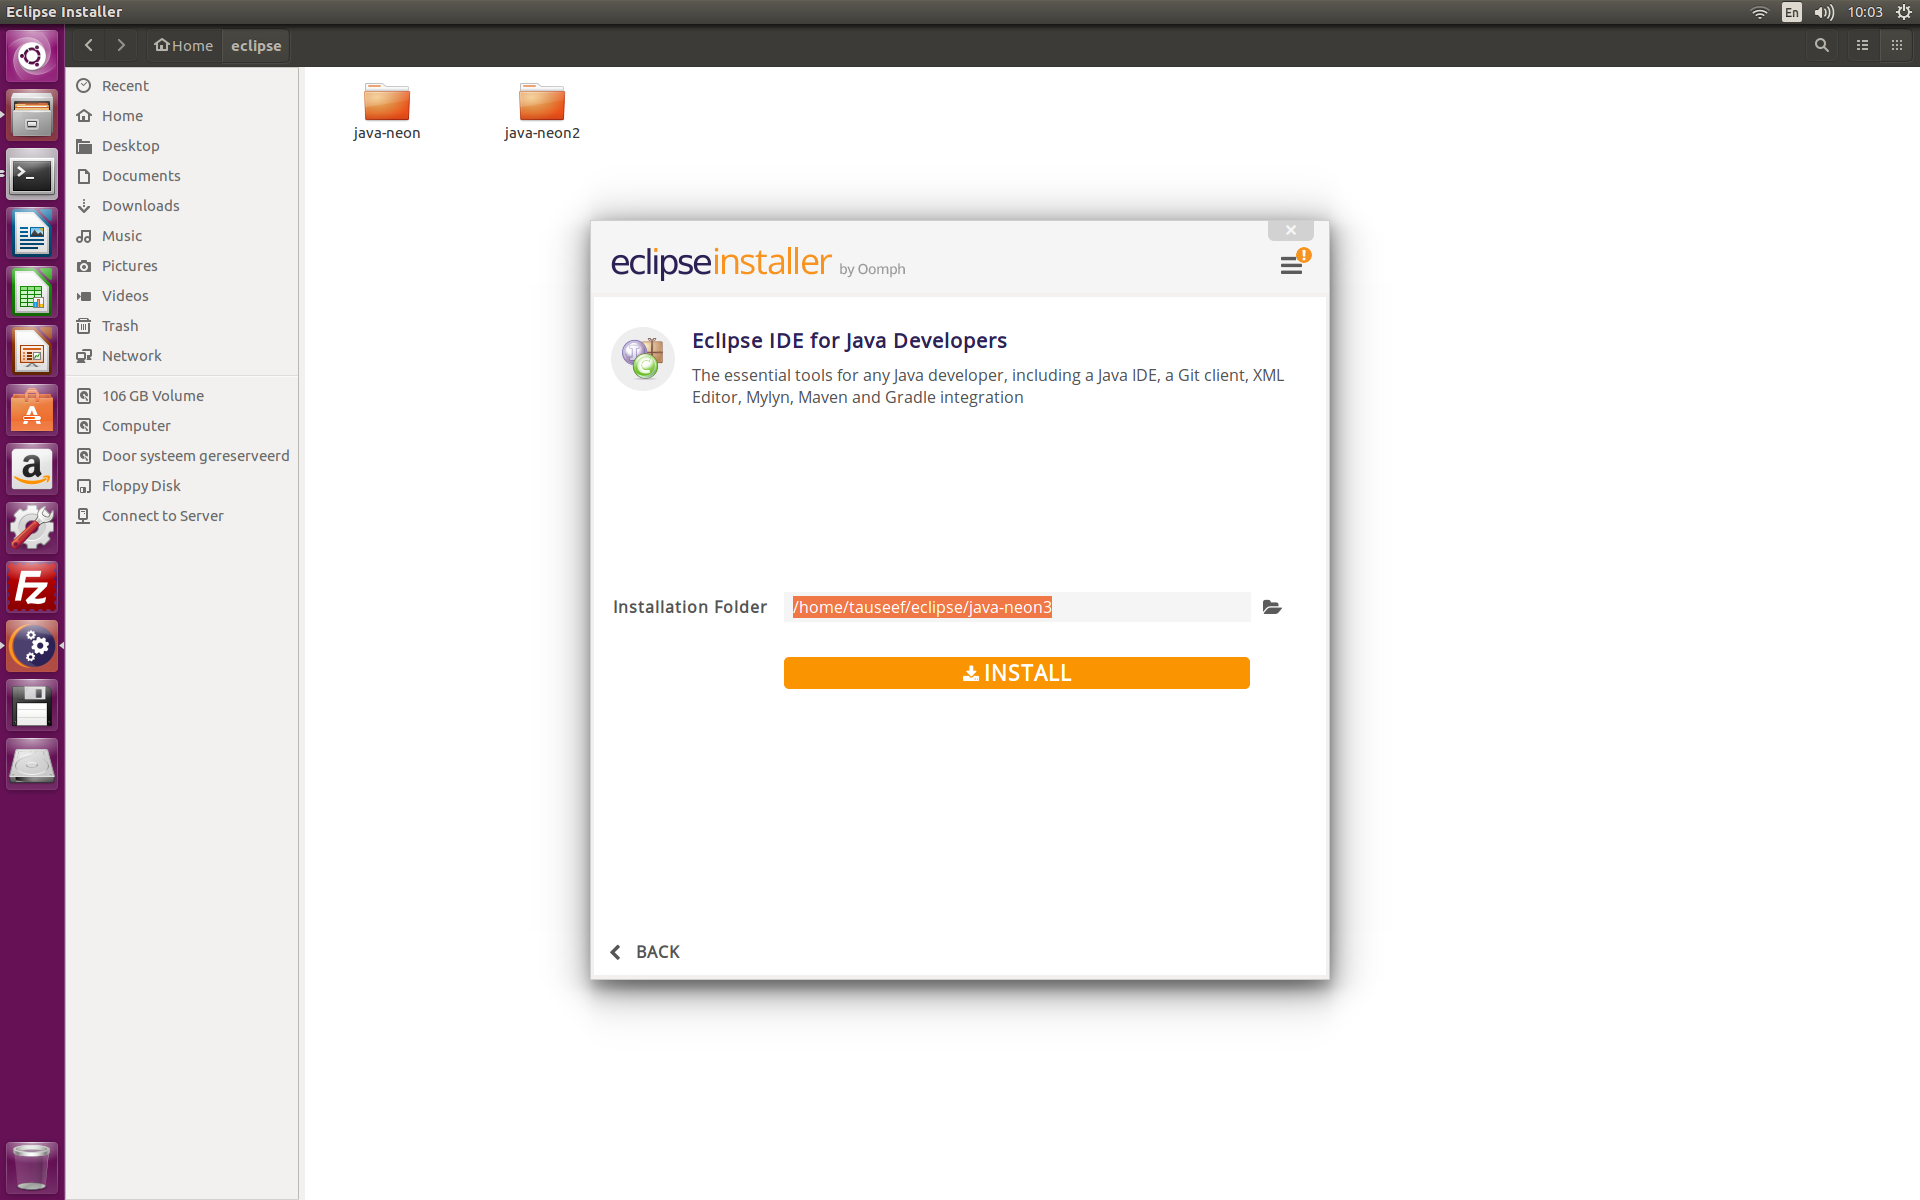 Eclipse Installer
En
10:03
Home
eclipse
Recent
Home
Desktop
Documents
Downloads
Music
Pictures
Videos
Trash
Network
106 GB Volume
Computer
Door systeem gereserveerd
Floppy Disk
Connect to Server
java-neon
java-neon2
eclipseinstaller by Oomph
Eclipse IDE for Java Developers
The essential tools for any Java developer, including a Java IDE, a Git client, XML
Editor, Mylyn, Maven and Gradle integration
Installation Folder
/home/tauseef/eclipse/java-neon3
INSTALL
BACK